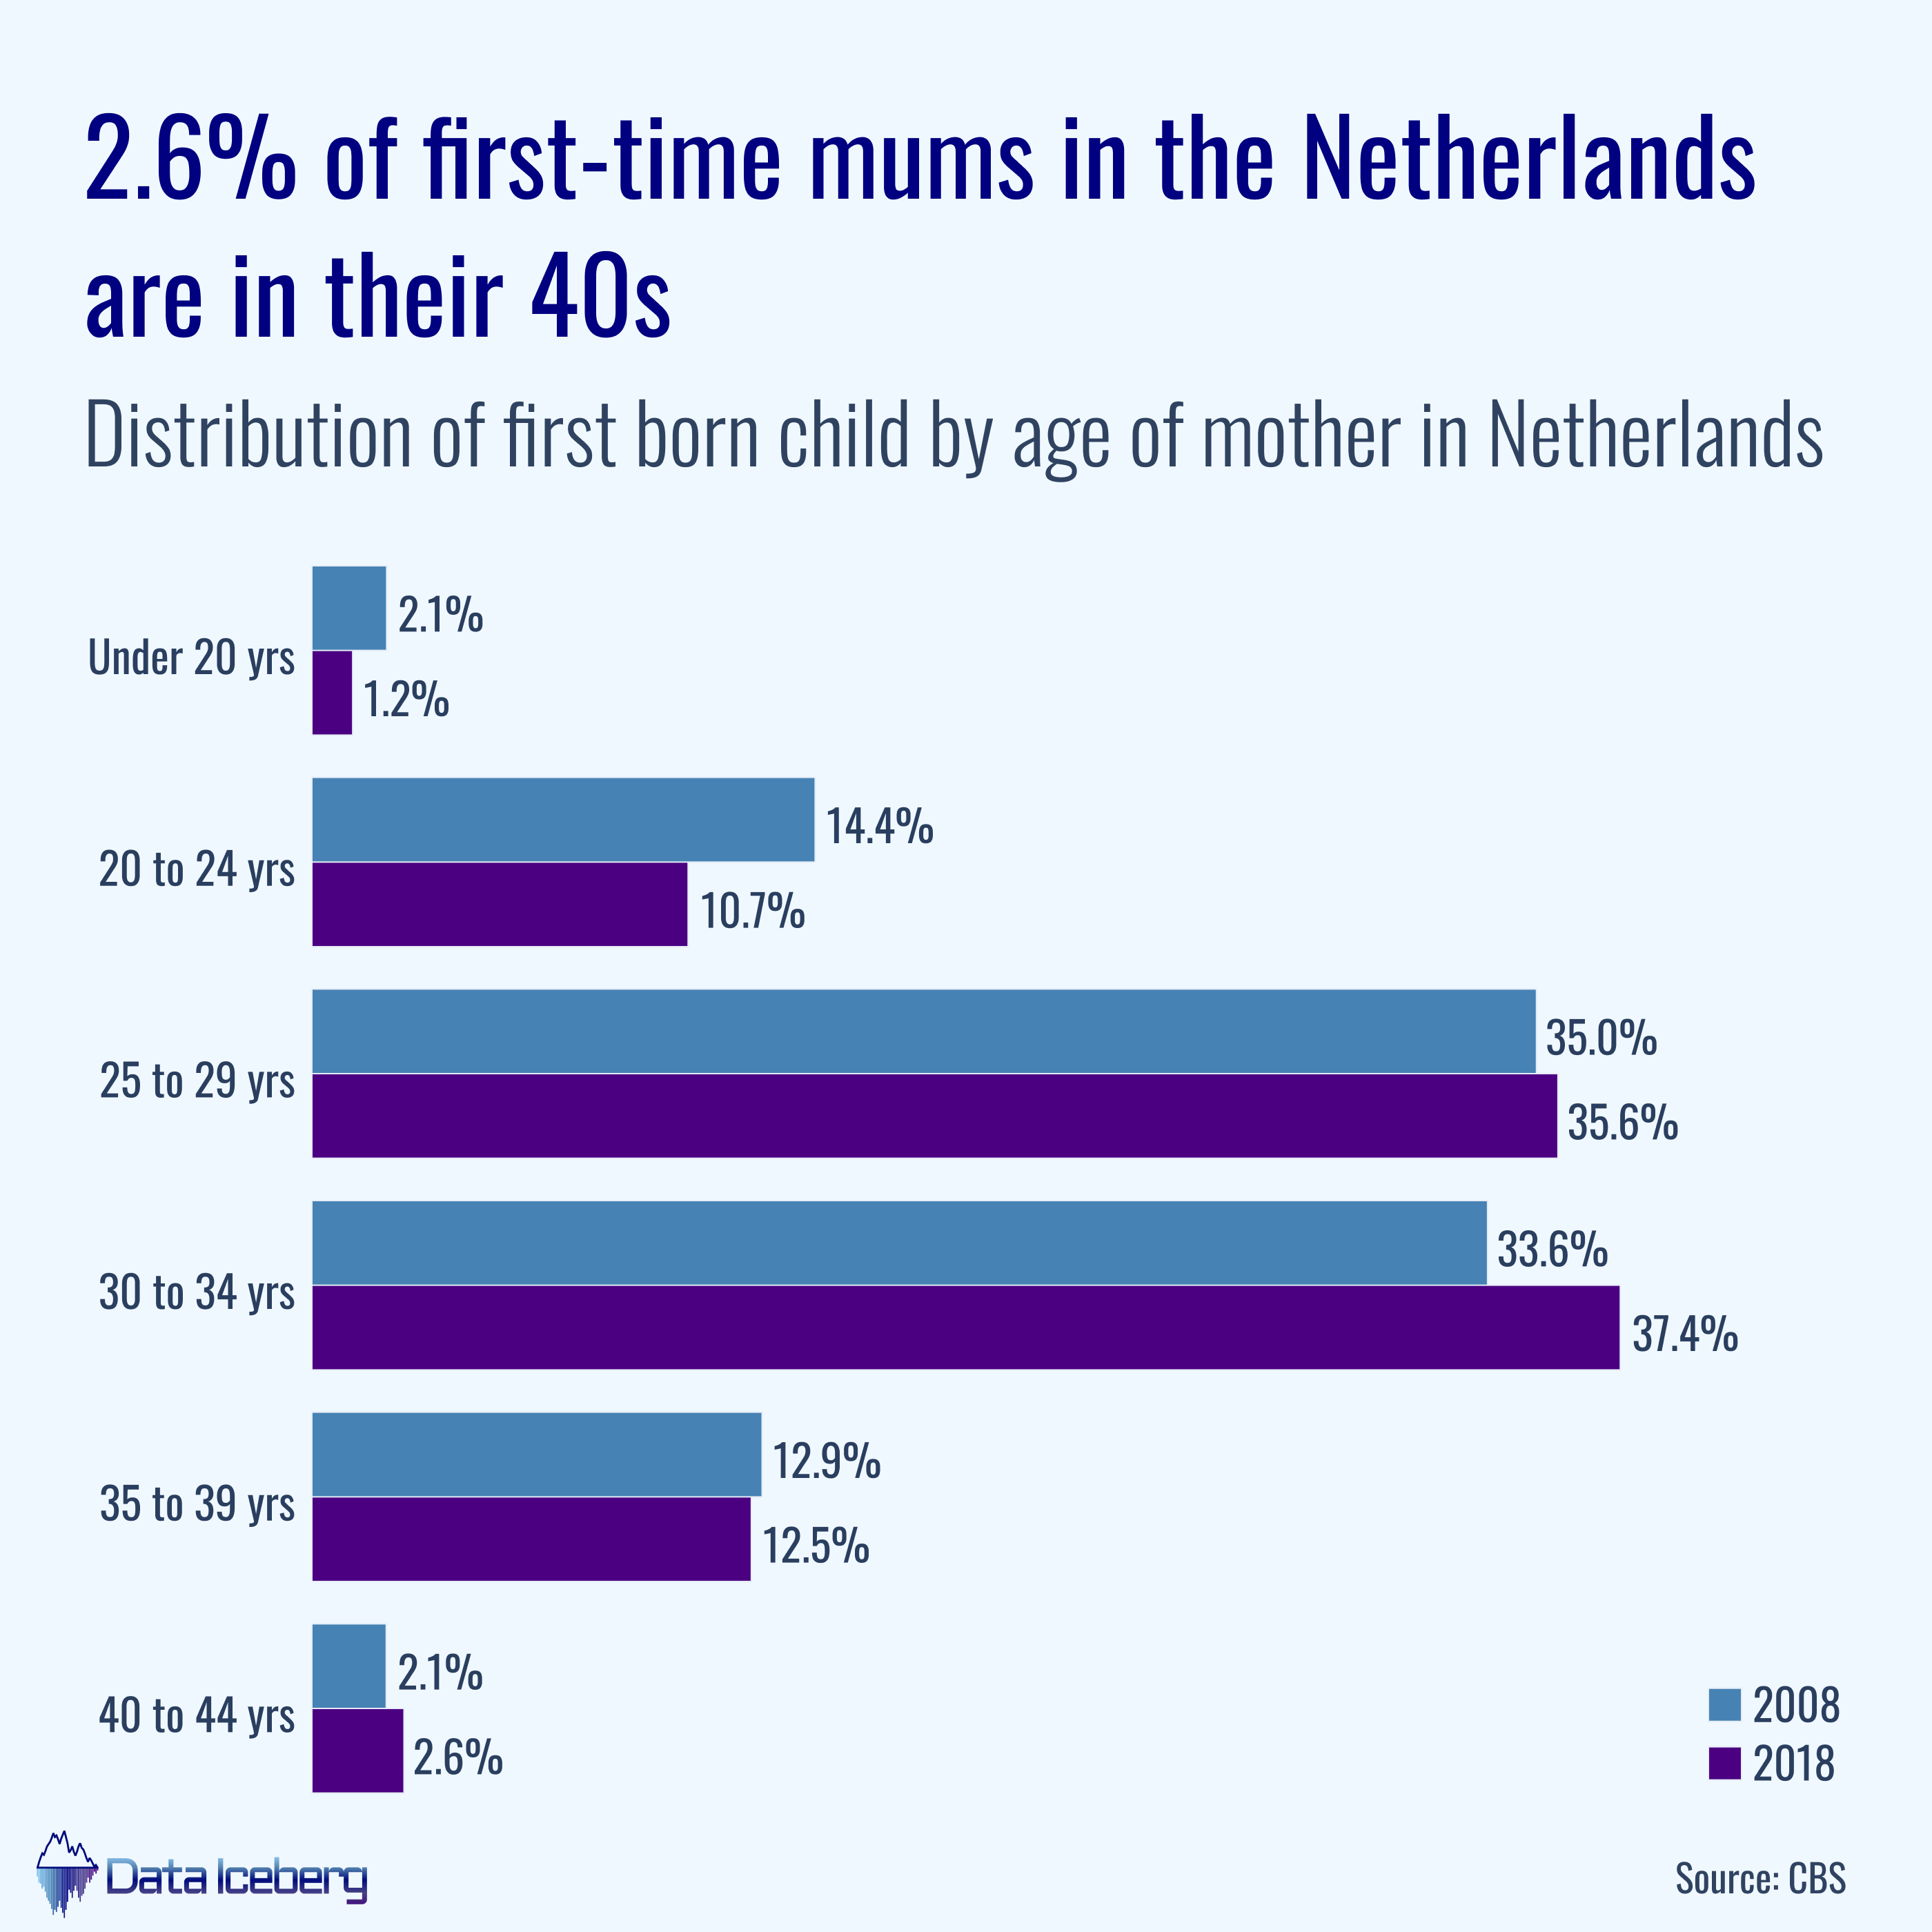 2.6% of first-time mums in the Netherlands
are in their 40s
Distribution of first born child by age of mother in Netherlands
Under 20 yrs
2.1%
1.2%
20 to 24 yrs
14.4%
10.7%
25 to 29 yrs
35.0%
35.6%
30 to 34 yrs
33.6%
37.4%
35 to 39 yrs
12.9%
12.5%
40 to 44 yrs
2.1%
2.6%
2008
2018
Data Iceberg
Source: CBS